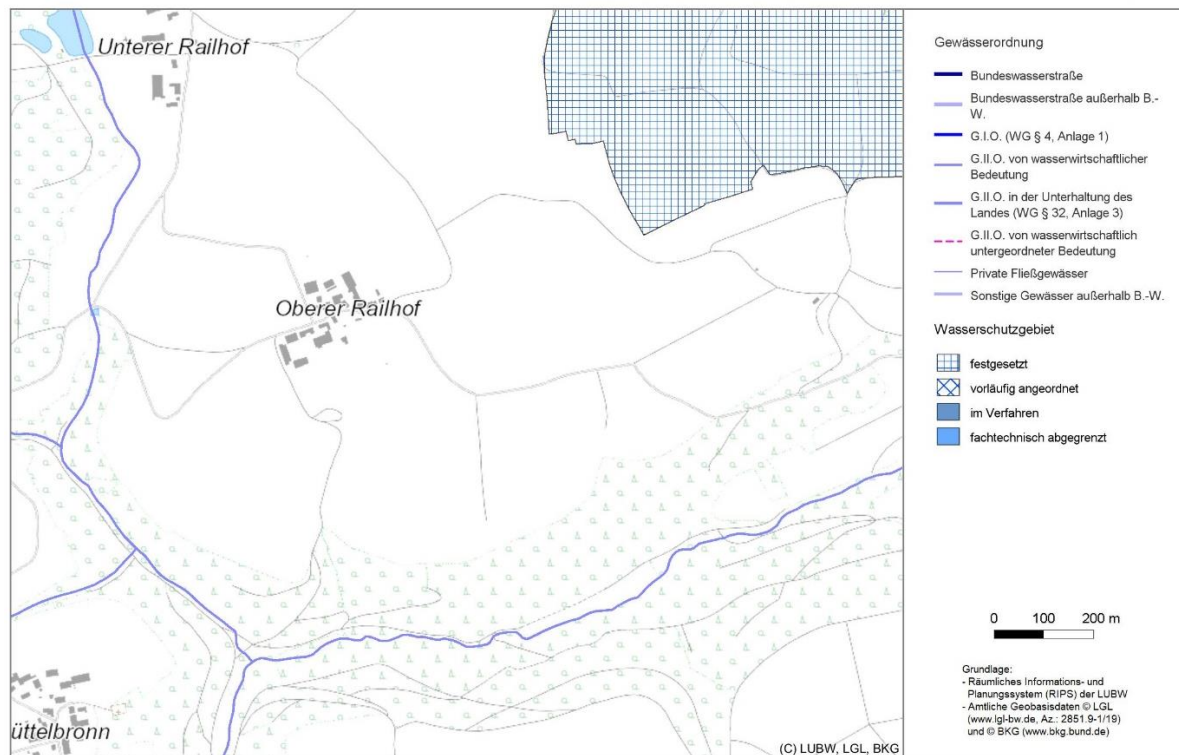 Unterer Railhof
Oberer Railhof
üttelbronn
(C) LUBW, LGL, BKG
Gewässerordnung
Bundeswasserstraße
Bundeswasserstraße außerhalb B.-
W.
G.I.O. (WG § 4, Anlage 1)
G.II.O. von wasserwirtschaftlicher
Bedeutung
G.II.O. in der Unterhaltung des
Landes (WG § 32, Anlage 3)
G.II.O. von wasserwirtschaftlich
untergeordneter Bedeutung
Private Fließgewässer
Sonstige Gewässer außerhalb B.-W.
Wasserschutzgebiet
festgesetzt
vorläufig angeordnet
im Verfahren
fachtechnisch abgegrenzt
0 100 200 m
Grundlage:
- Räumliches Informations- und
Planungssystem (RIPS) der LUBW
- Amtliche Geobasisdaten © LGL
(www.lgl-bw.de, Az.: 2851.9-1/19)
und © BKG (www.bkg.bund.de)